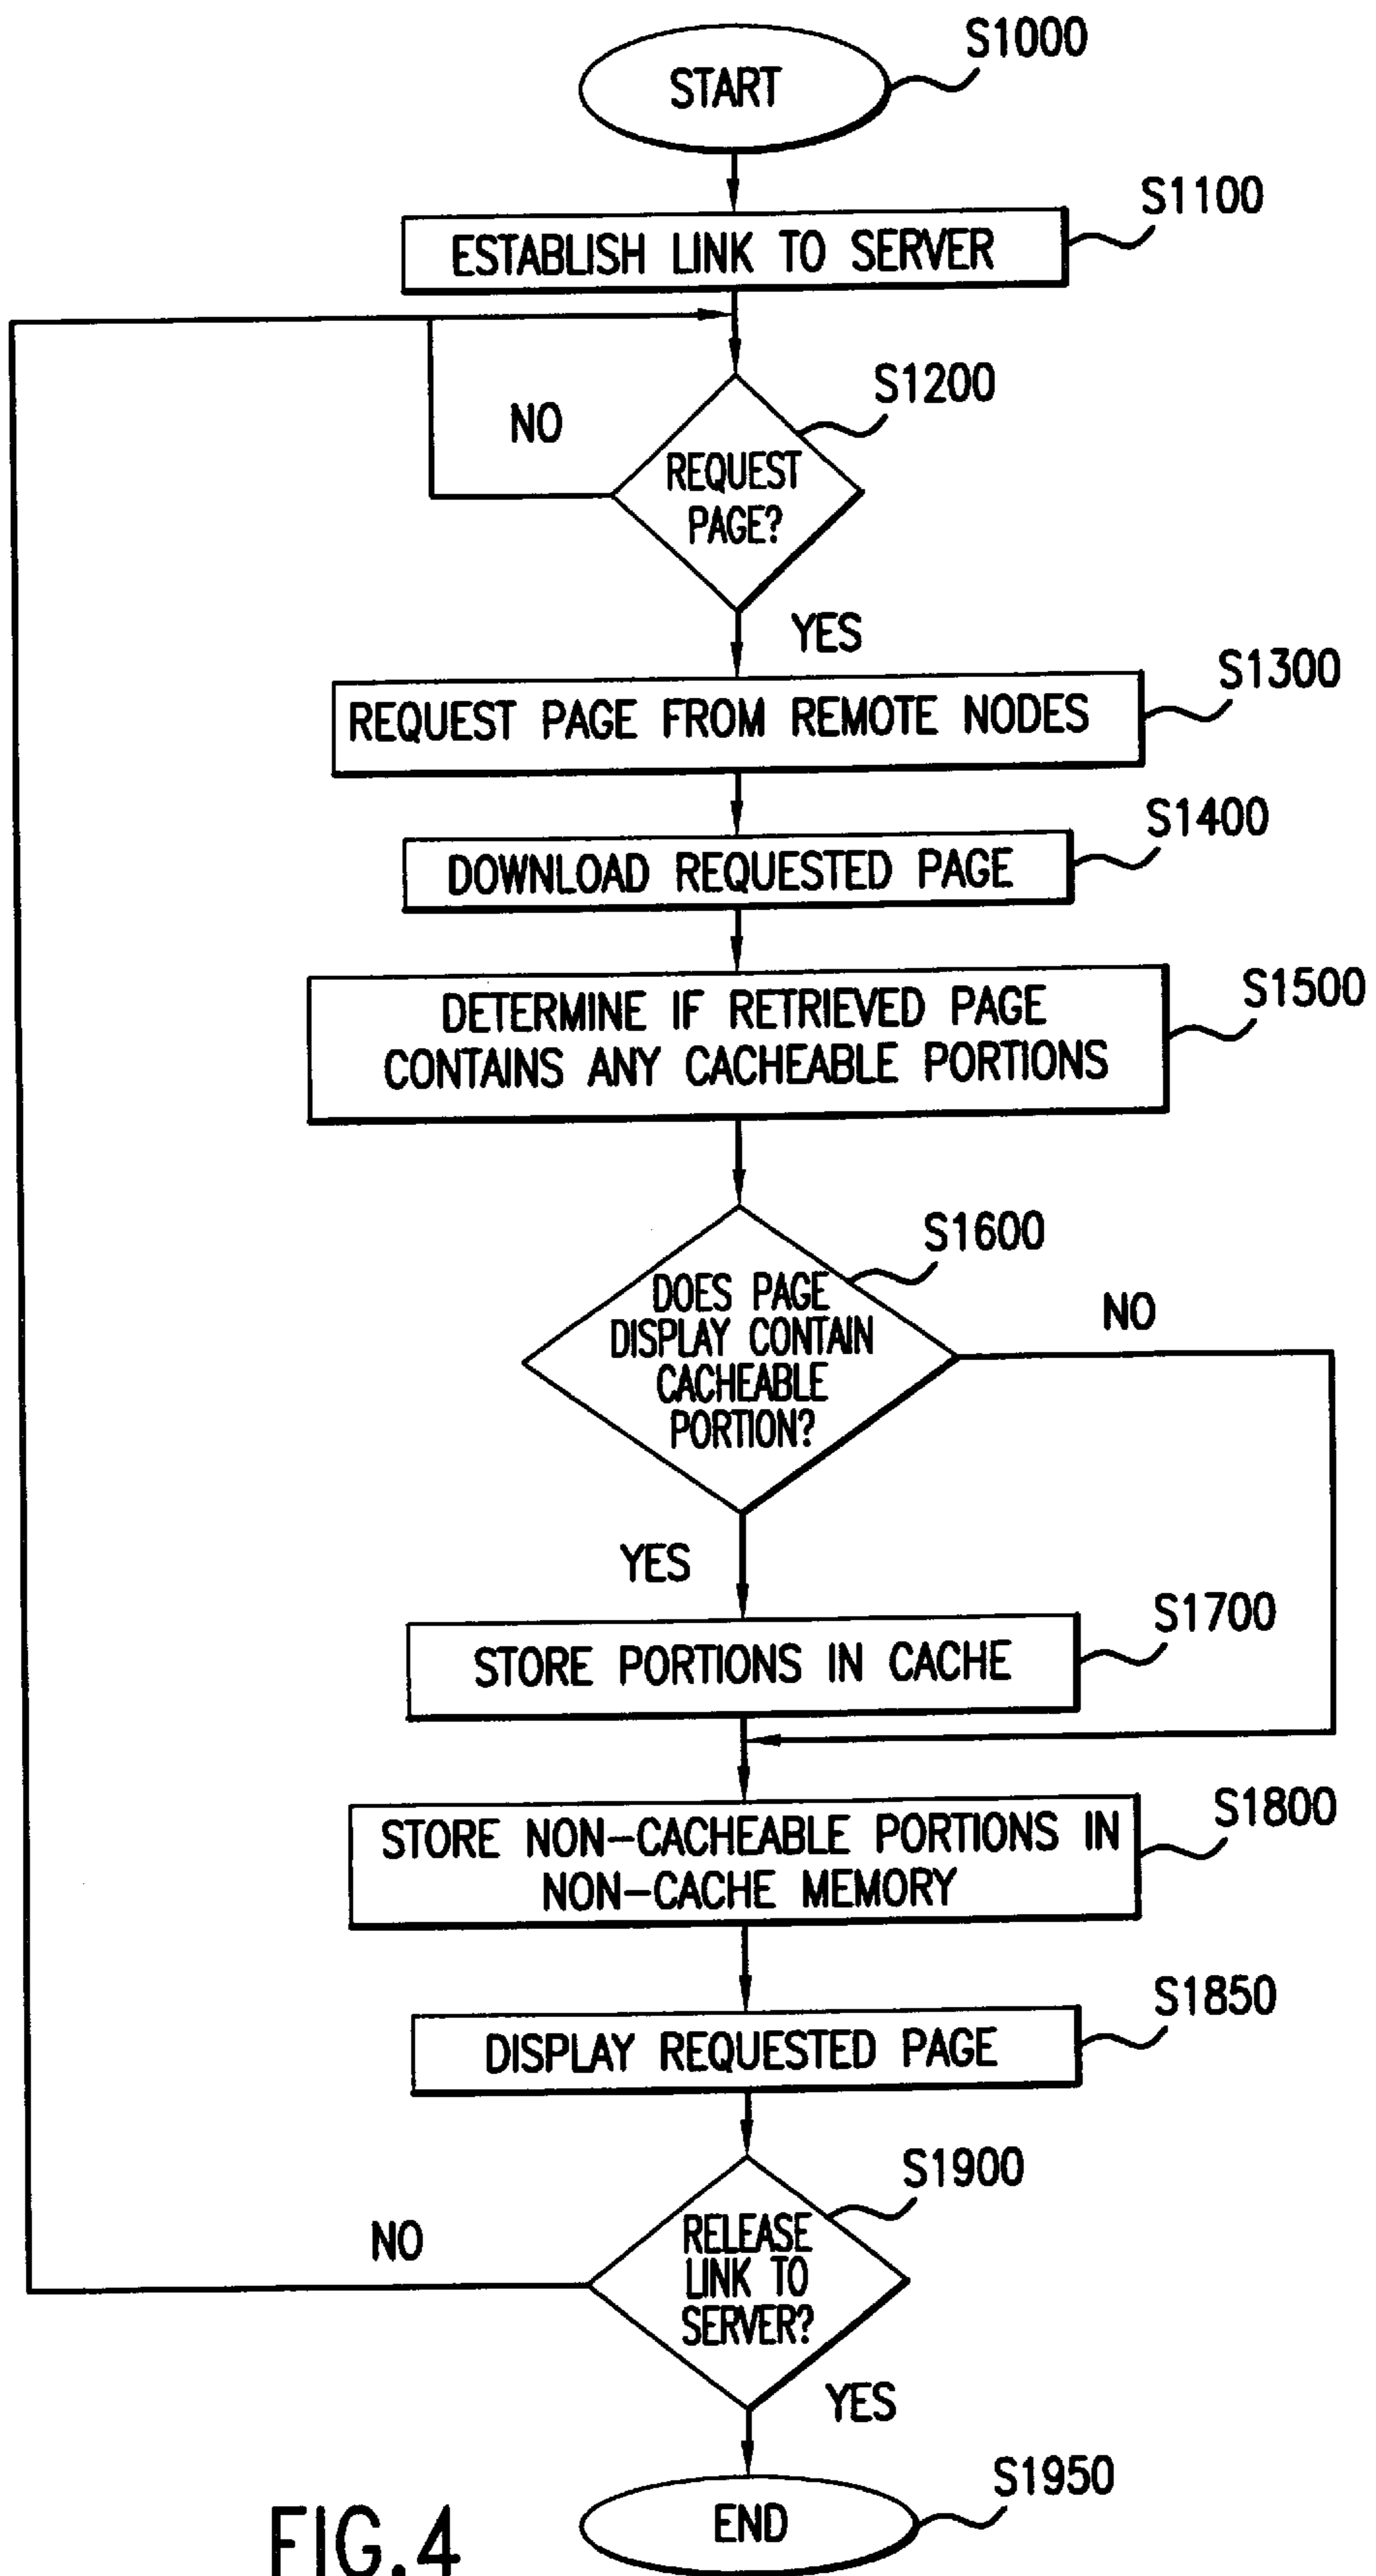 START
S1000
ESTABLISH LINK TO SERVER
S1100
NO
S1200
REQUEST
PAGE?
YES
REQUEST PAGE FROM REMOTE NODES
S1300
DOWNLOAD REQUESTED PAGE
S1400
DETERMINE IF RETRIEVED PAGE
CONTAINS ANY CACHEABLE PORTIONS
S1500
S1600
DOES PAGE
DISPLAY CONTAIN
CACHEABLE
PORTION?
NO
YES
STORE PORTIONS IN CACHE
S1700
STORE NON-CACHEABLE PORTIONS IN
NON-CACHE MEMORY
S1800
DISPLAY REQUESTED PAGE
S1850
S1900
RELEASE
LINK TO
SERVER?
NO
YES
END
S1950
FIG.4